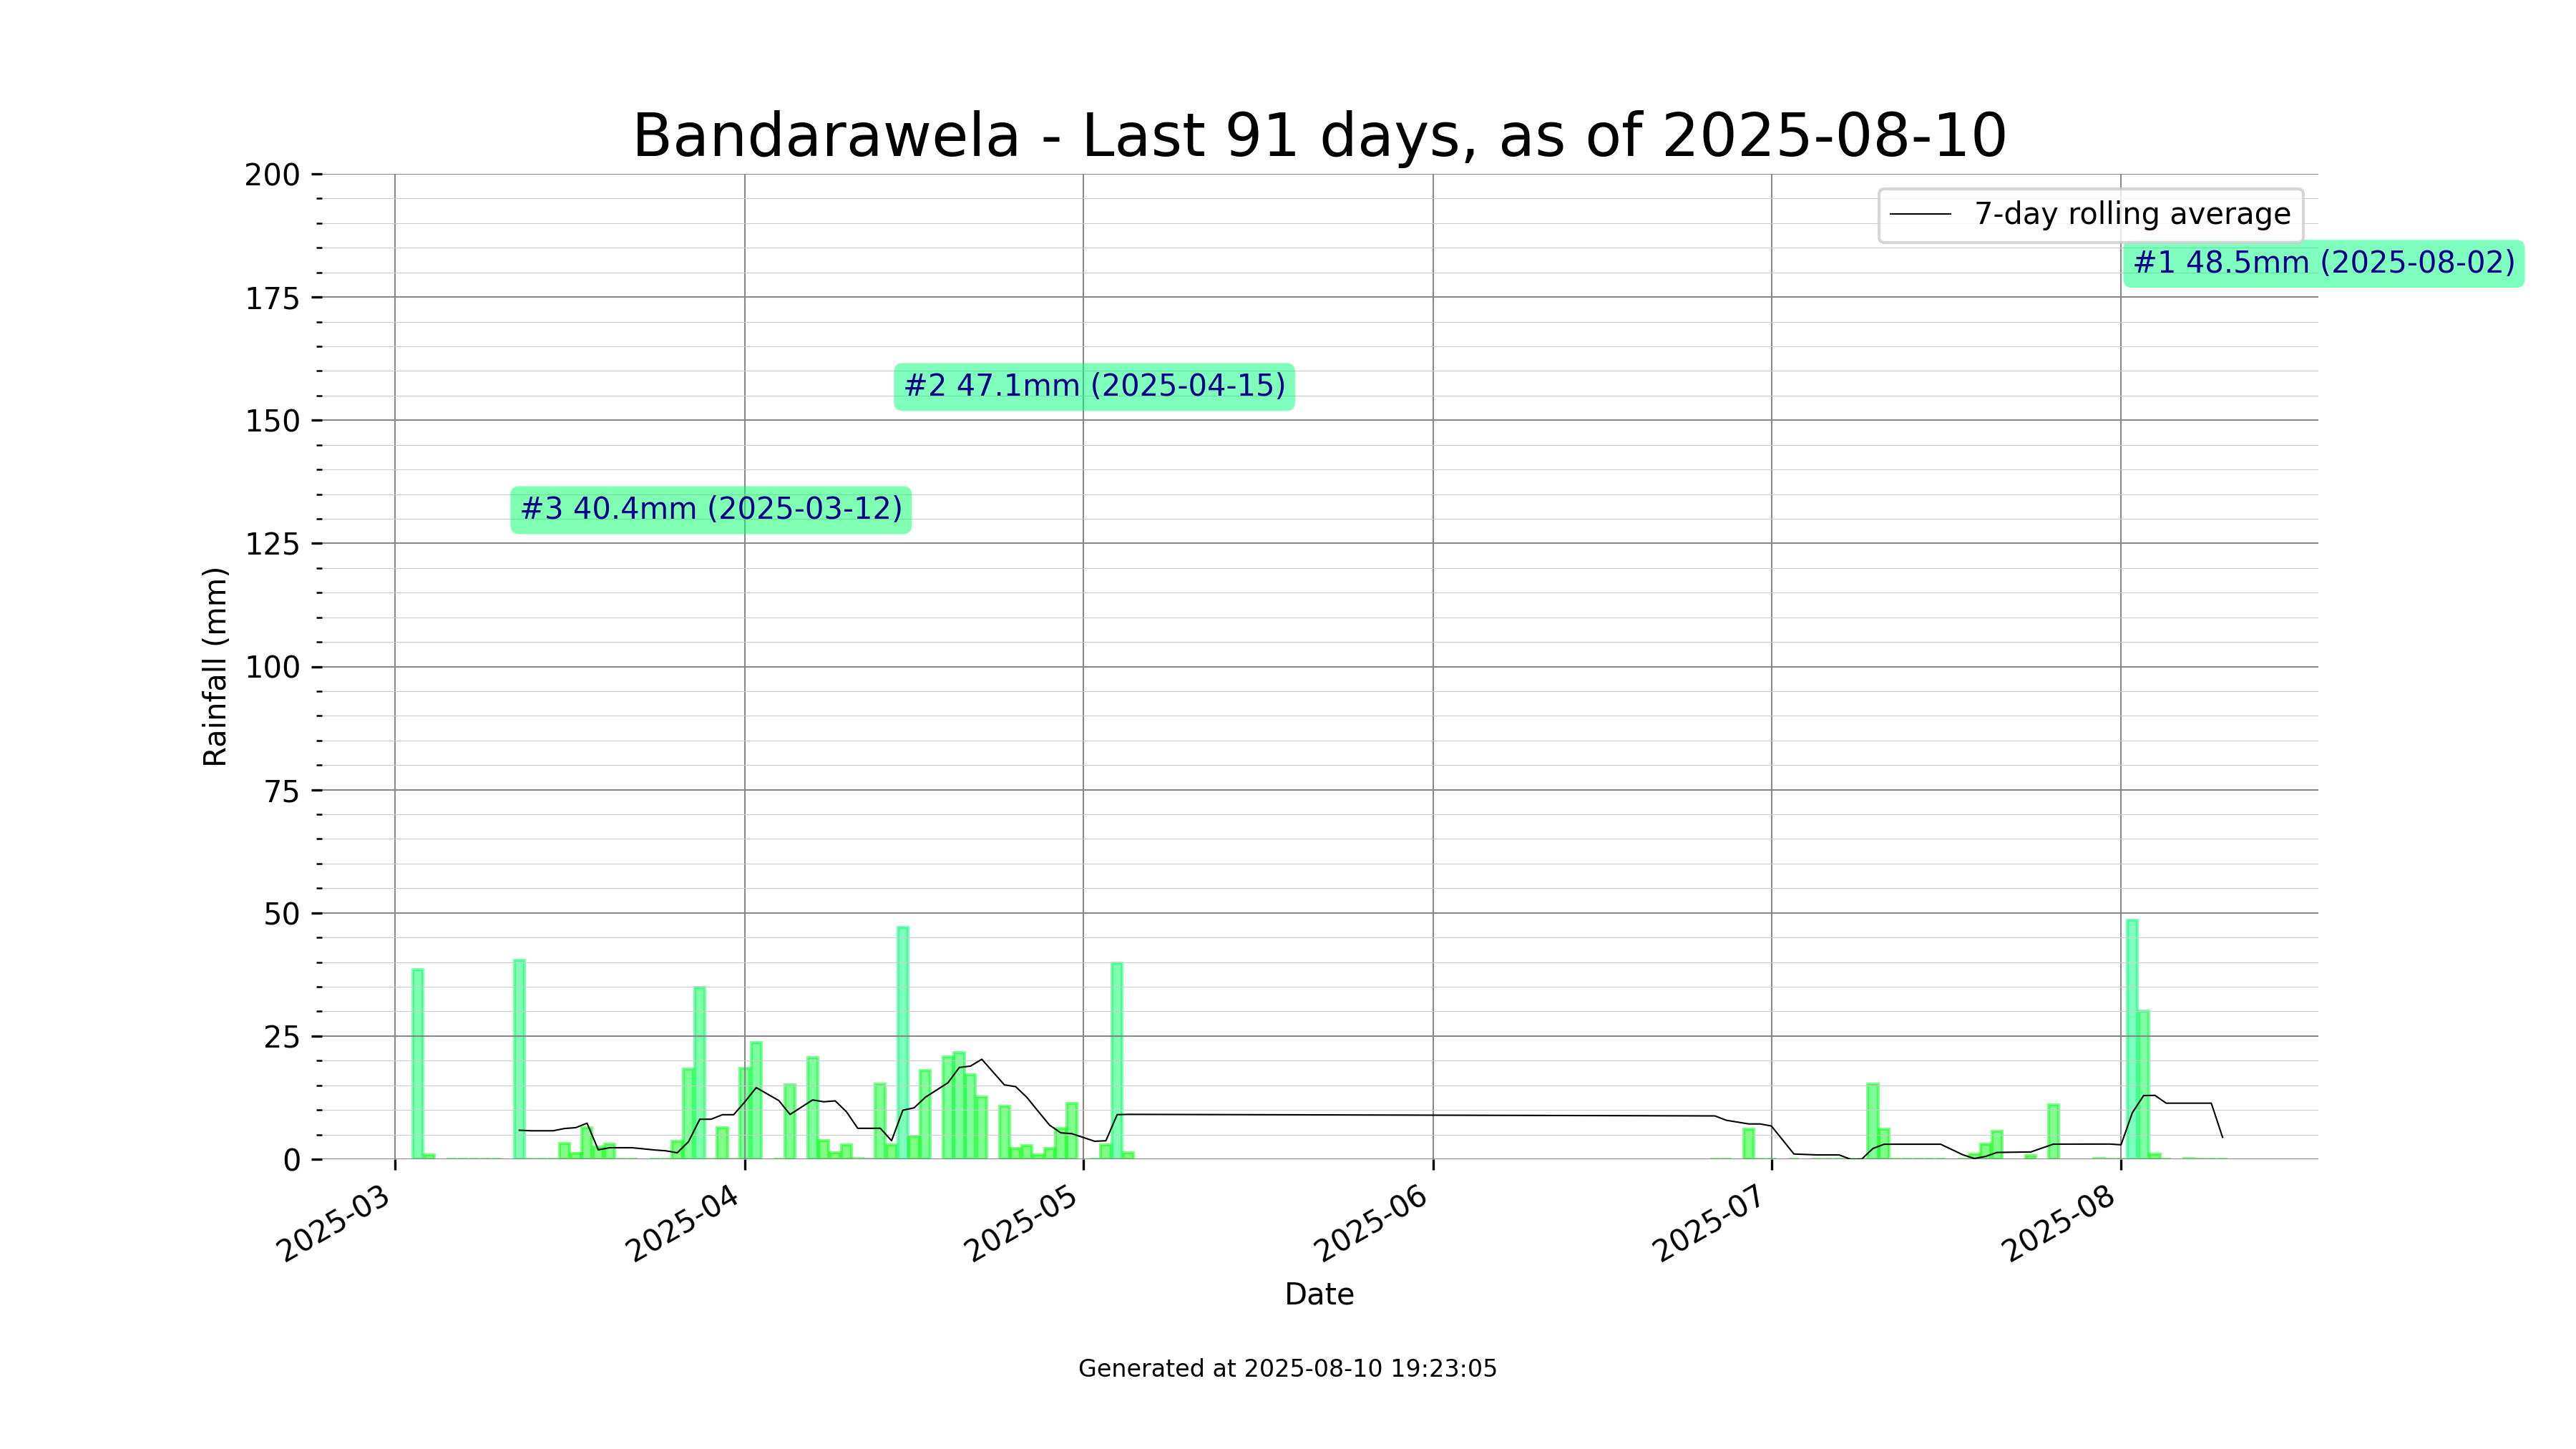 Bandarawela - Last 91 days, as of 2025-08-10
200
175
150
125
100
75
50
25
0
Rainfall (mm)
7-day rolling average
#1 48.5mm (2025-08-02)
#2 47.1mm (2025-04-15)
#3 40.4mm (2025-03-12)
2025-03
2025-04
2025-05
2025-06
2025-07
2025-08
Date
Generated at 2025-08-10 19:23:05